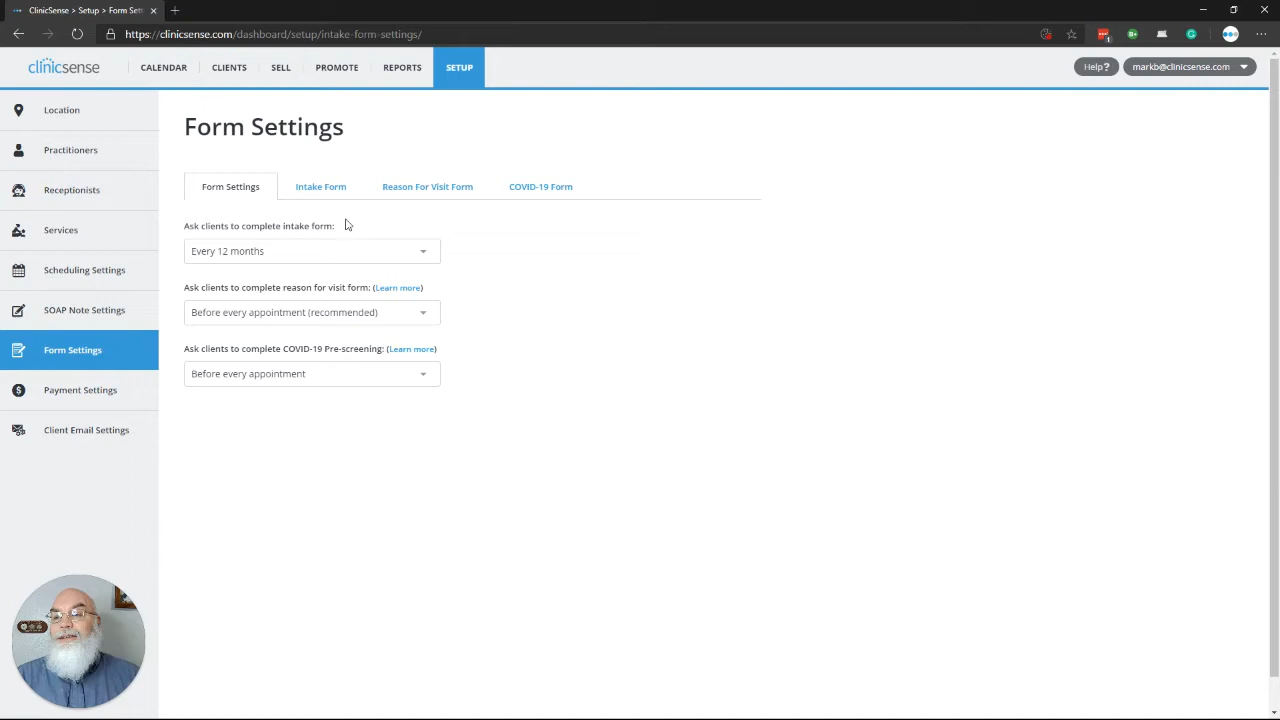 ClinicSense > Setup > Form Sett
https://clinicsense.com/dashboard/setup/intake-form-settings/
1
clinicsense
CALENDAR
CLIENTS
SELL
PROMOTE
REPORTS
SETUP
Help?
markb@clinicsense.com
Location
Practitioners
Receptionists
Services
Scheduling Settings
SOAP Note Settings
Form Settings
Payment Settings
Client Email Settings
Form Settings
Form Settings
Intake Form
Reason For Visit Form
COVID-19 Form
Ask clients to complete intake form:
Every 12 months
Ask clients to complete reason for visit form: (Learn more)
Before every appointment (recommended)
Ask clients to complete COVID-19 Pre-screening: (Learn more)
Before every appointment